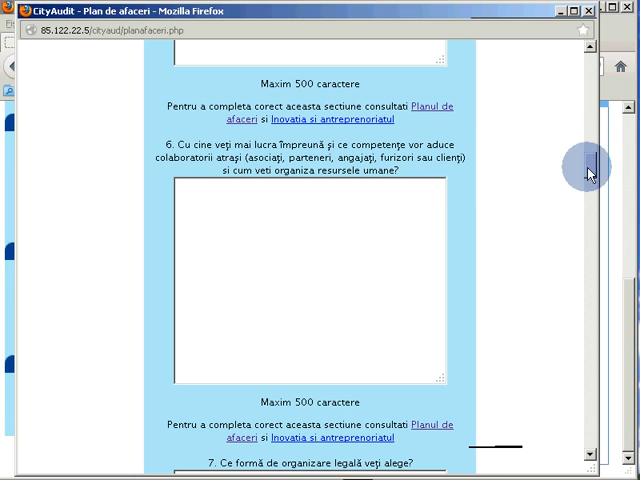 CityAudit - Plan de afaceri - Mozilla Firefox
85.122.22.5/cityaud/planafaceri.php
Maxim 500 caractere
Pentru a completa corect aceasta sectiune consultati Planul de
afaceri si Inovatia si antreprenoriatul
6. Cu cine veţi mai lucra împreună şi ce competenţe vor aduce
colaboratorii atraşi (asociaţi, parteneri, angajaţi, furizori sau clienţi)
si cum veti organiza resursele umane?
Maxim 500 caractere
Pentru a completa corect aceasta sectiune consultati Planul de
afaceri si Inovatia si antreprenoriatul
7. Ce formă de organizare legală veţi alege?